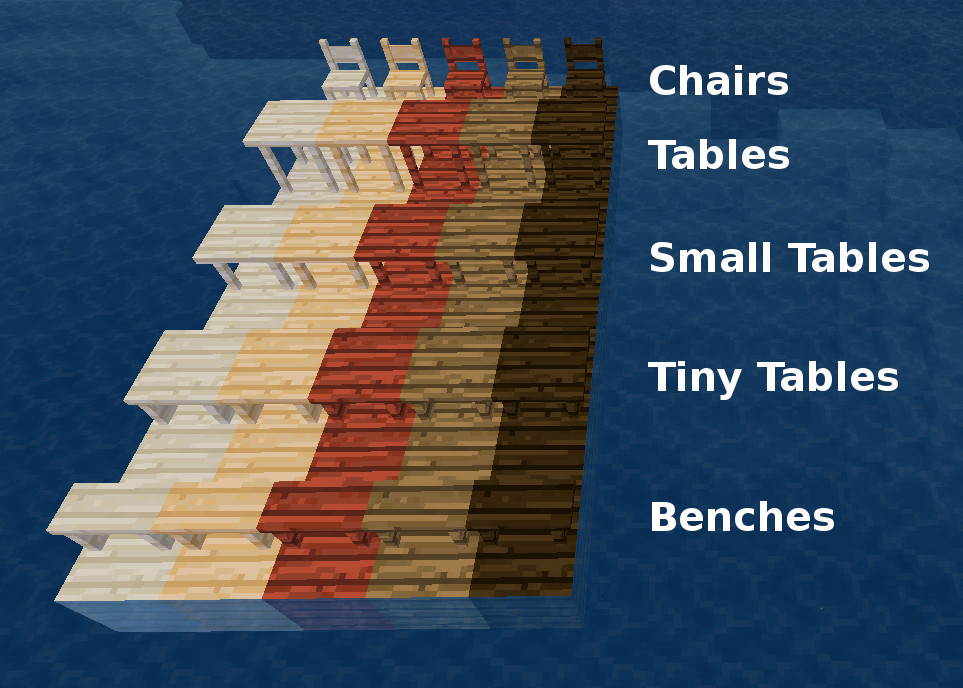 Chairs
Tables
Small Tables
Tiny Tables
Benches